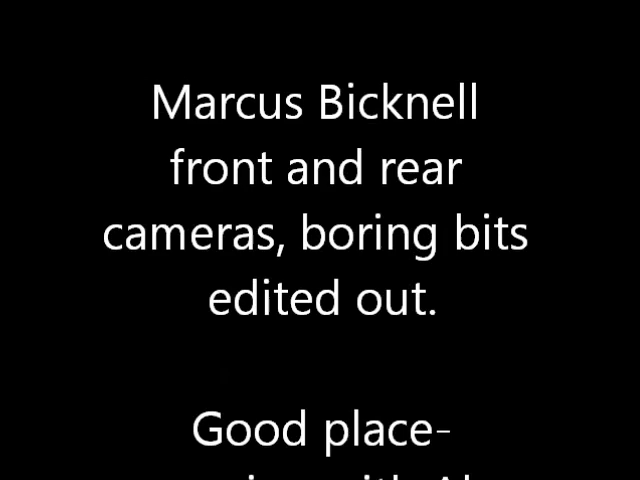 Marcus Bicknell
front and rear
cameras, boring bits
edited out.
Good place-